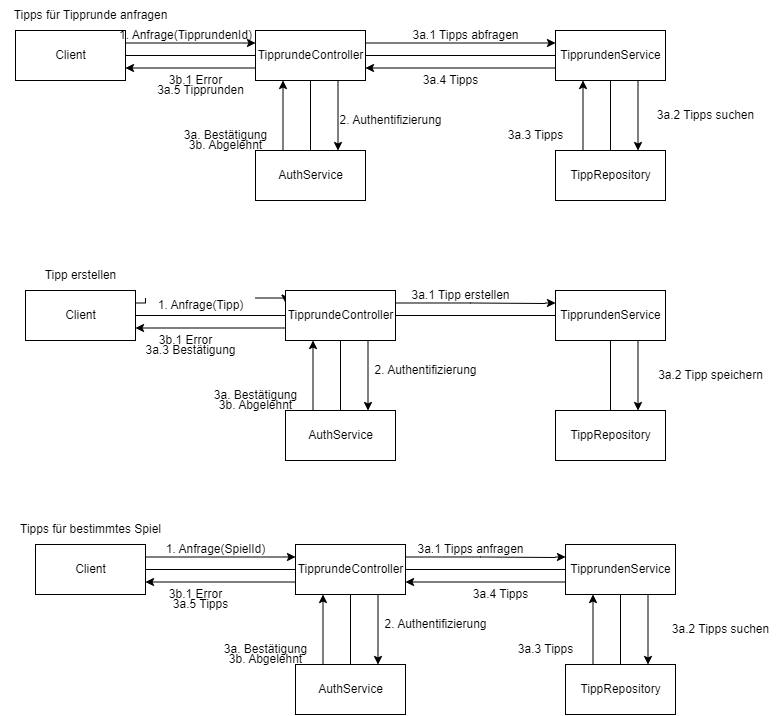 Tipps für Tipprunde anfragen
1. Anfrage(TipprundenId)
3a.1 Tipps abfragen
Client
TipprundeController
TipprundenService
3b.1 Error
3a.5 Tipprunden
3a.4 Tipps
2. Authentifizierung
3a.2 Tipps suchen
3a. Bestätigung
3b. Abgelehnt
3a.3 Tipps
AuthService
TippRepository
Tipp erstellen
1. Anfrage(Tipp)
3a.1 Tipp erstellen
Client
TipprundeController
TipprundenService
3b.1 Error
3a.3 Bestätigung
2. Authentifizierung
3a.2 Tipp speichern
3a. Bestätigung
3b. Abgelehnt
AuthService
TippRepository
Tipps für bestimmtes Spiel
1. Anfrage(SpielId)
3a.1 Tipps anfragen
Client
TipprundeController
TipprundenService
3b.1 Error
3a.5 Tipps
3a.4 Tipps
2. Authentifizierung
3a.2 Tipps suchen
3a. Bestätigung
3b. Abgelehnt
3a.3 Tipps
AuthService
TippRepository